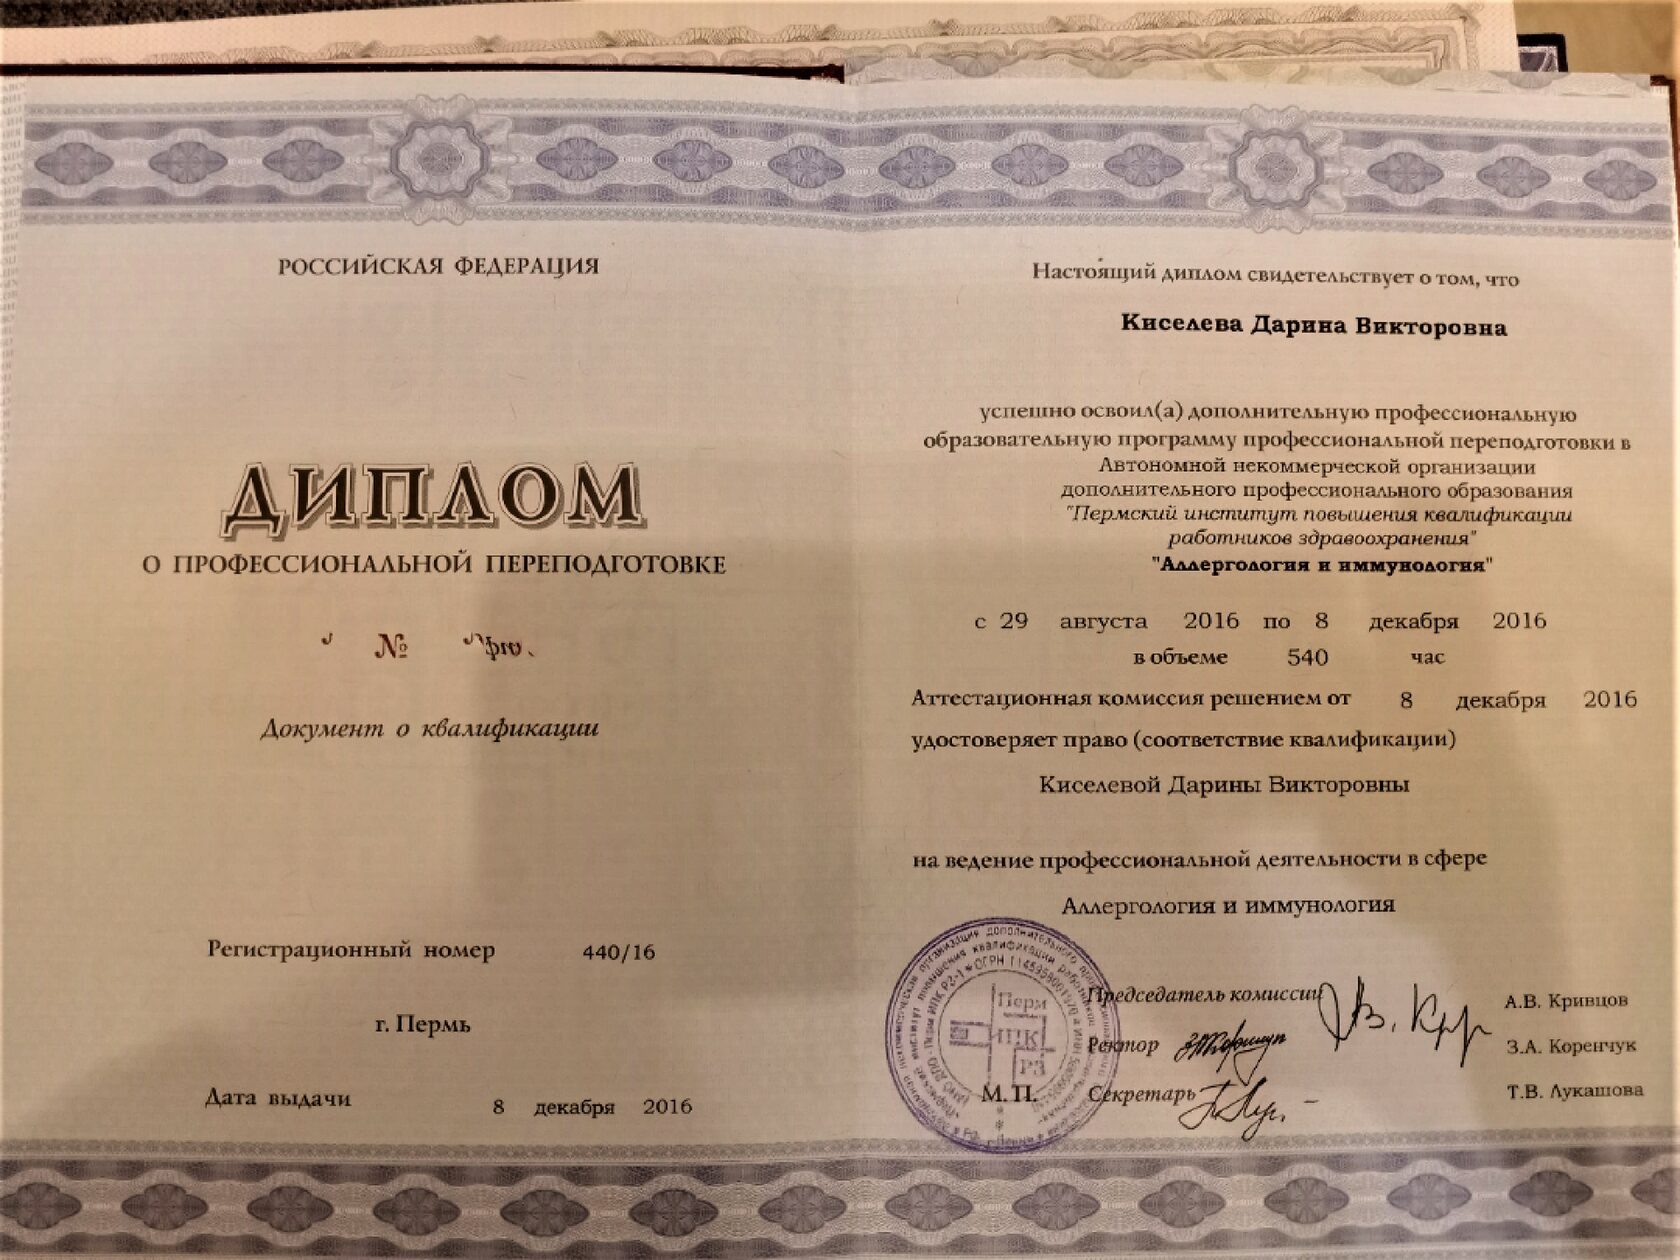 РОССИЙСКАЯ ФЕДЕРАЦИЯ
ДИПЛОМ
О ПРОФЕССИОНАЛЬНОЙ ПЕРЕПОДГОТОВКЕ
№
Документ о квалификации
Регистрационный номер 440/16
г. Пермь
Дата выдачи 8 декабря 2016
Настоящий диплом свидетельствует о том, что
Киселева Дарина Викторовна
успешно освоил(а) дополнительную профессиональную
образовательную программу профессиональной переподготовки в
Автономной некоммерческой организации
дополнительного профессионального образования
"Пермский институт повышения квалификации
работников здравоохранения"
"Аллергология и иммунология"
с 29 августа 2016 по 8 декабря 2016
в объеме 540 час
Аттестационная комиссия решением от 8 декабря 2016
удостоверяет право (соответствие квалификации)
Киселевой Дарины Викторовны
на ведение профессиональной деятельности в сфере
Аллергология и иммунология
Председатель комиссии А.В. Кривцов
Ректор З.А. Коренчук
М.П. Секретарь Т.В. Лукашова
Перм
ИПК
РЗ